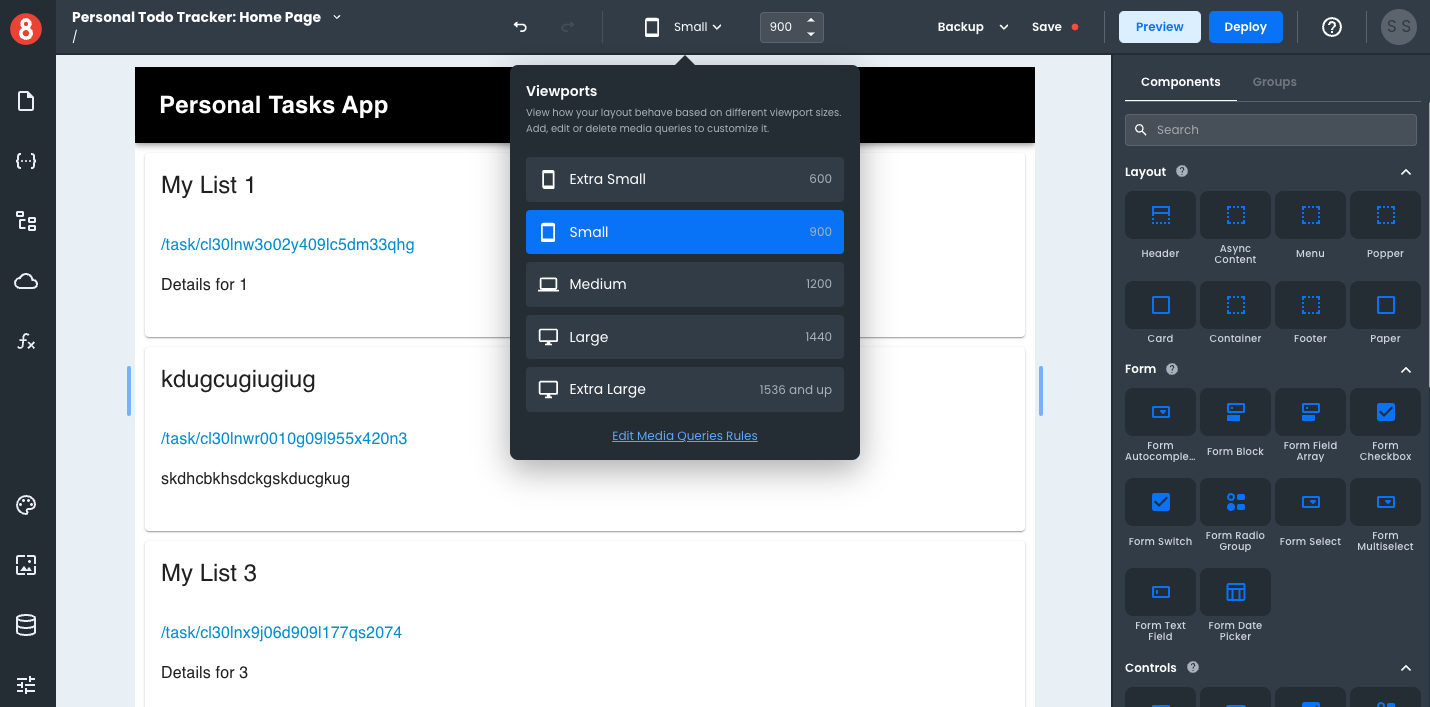 8
Personal Todo Tracker: Home Page
/
Small
900
Backup
Save
Preview
Deploy
S S
Personal Tasks App
My List 1
/task/cl30lnw3o02y409lc5dm33qhg
Details for 1
kdugcugiugiug
/task/cl30lnwr0010g09l955x420n3
skdhcbkhsdckgskducgkug
My List 3
/task/cl30lnx9j06d909l177qs2074
Details for 3
Viewports
View how your layout behave based on different viewport sizes.
Add, edit or delete media queries to customize it.
Extra Small 600
Small 900
Medium 1200
Large 1440
Extra Large 1536 and up
Edit Media Queries Rules
Components Groups
Search
Layout ?
Header
Async
Content
Menu
Popper
Card
Container
Footer
Paper
Form ?
Form
Autocomple...
Form Block
Form Field
Array
Form
Checkbox
Form Switch
Form Radio
Group
Form Select
Form
Multiselect
Form Text
Field
Form Date
Picker
Controls ?